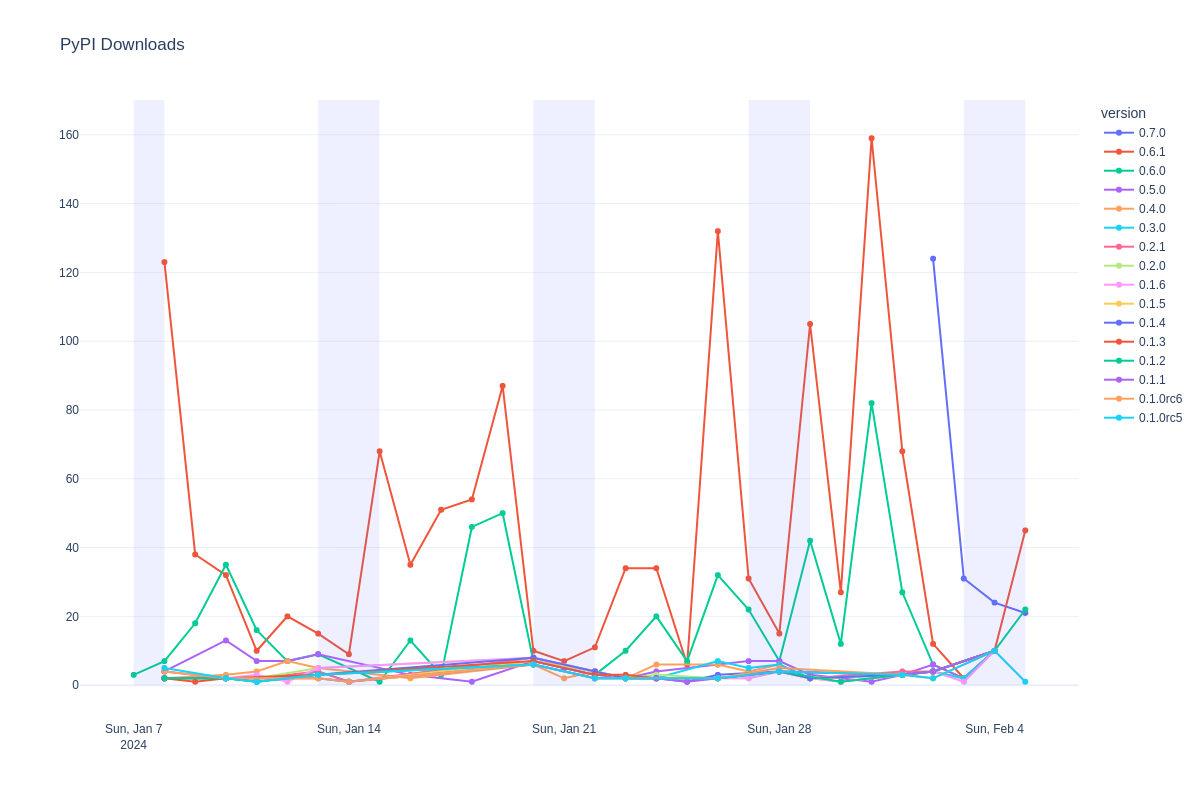 PyPI Downloads
version
0.7.0
0.6.1
0.6.0
0.5.0
0.4.0
0.3.0
0.2.1
0.2.0
0.1.6
0.1.5
0.1.4
0.1.3
0.1.2
0.1.1
0.1.0rc6
0.1.0rc5
160
140
120
100
80
60
40
20
0
Sun, Jan 7
2024
Sun, Jan 14
Sun, Jan 21
Sun, Jan 28
Sun, Feb 4